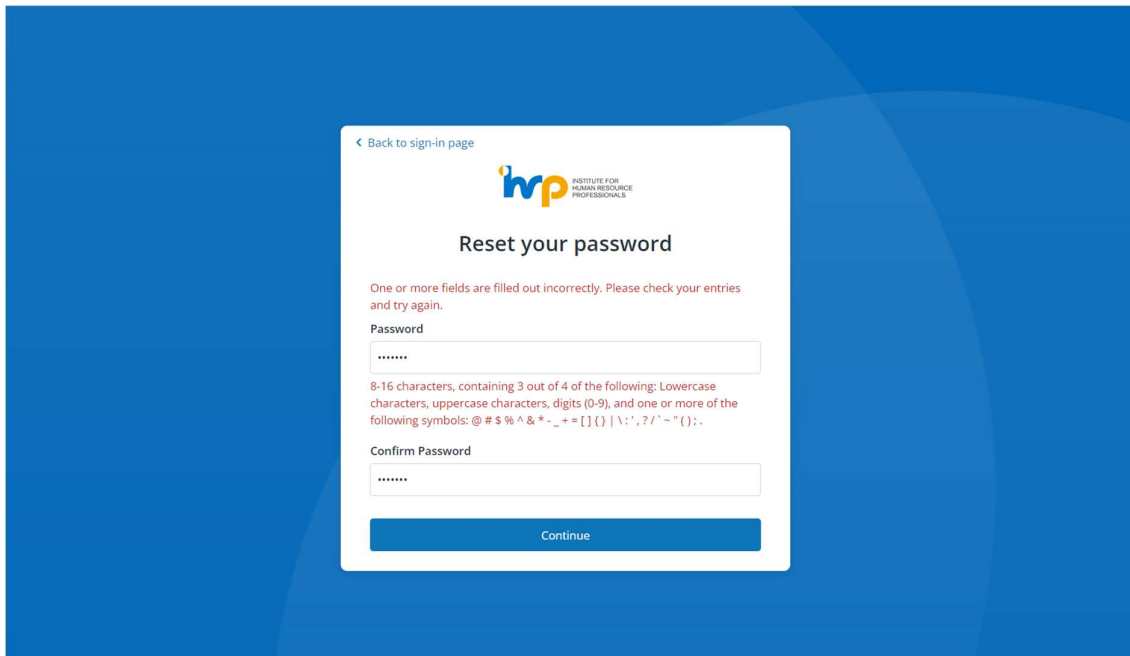 Back to sign-in page
ihrp
INSTITUTE FOR
HUMAN RESOURCE
PROFESSIONALS
Reset your password
One or more fields are filled out incorrectly. Please check your entries
and try again.
Password
•••••••
8-16 characters, containing 3 out of 4 of the following: Lowercase
characters, uppercase characters, digits (0-9), and one or more of the
following symbols: @ # $ % ^ & * - _ + = [ ] { } | \ : ' , ? / ` ~ " ( ) ; .
Confirm Password
•••••••
Continue